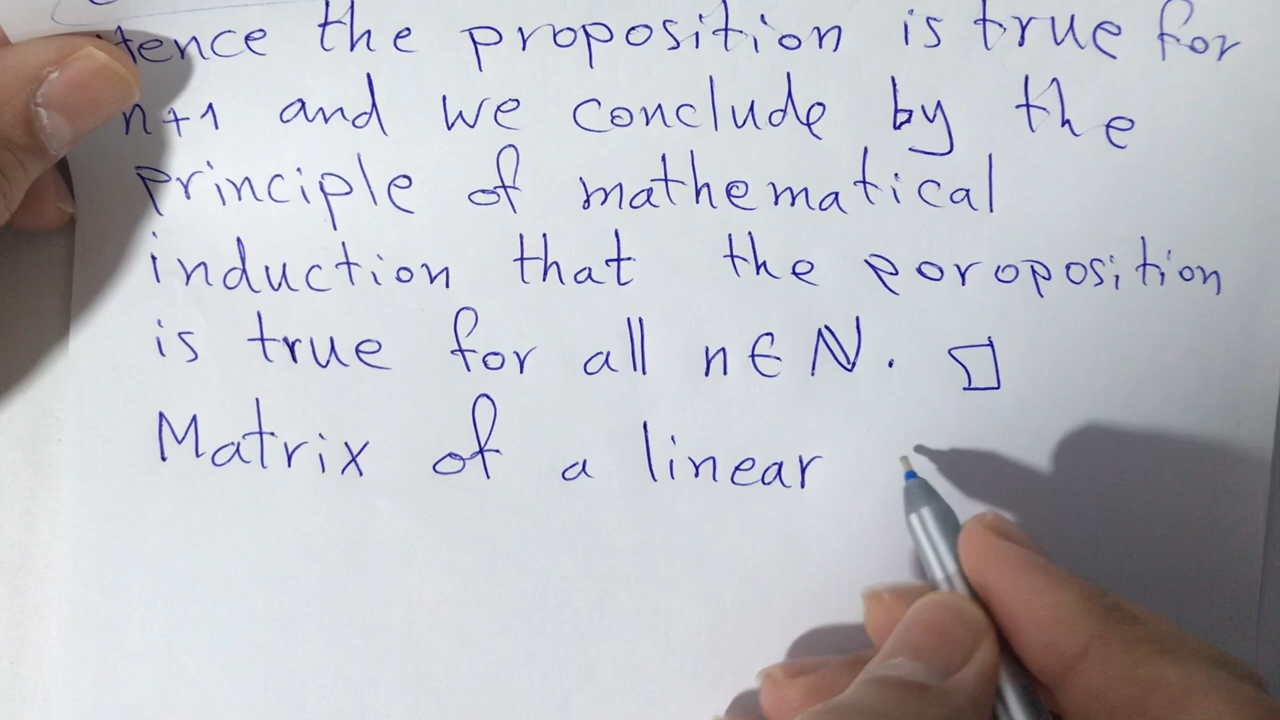 Hence the proposition is true for
n+1 and we conclude by the
principle of mathematical
induction that the poroposition
is true for all n∈ℕ. □
Matrix of a linear